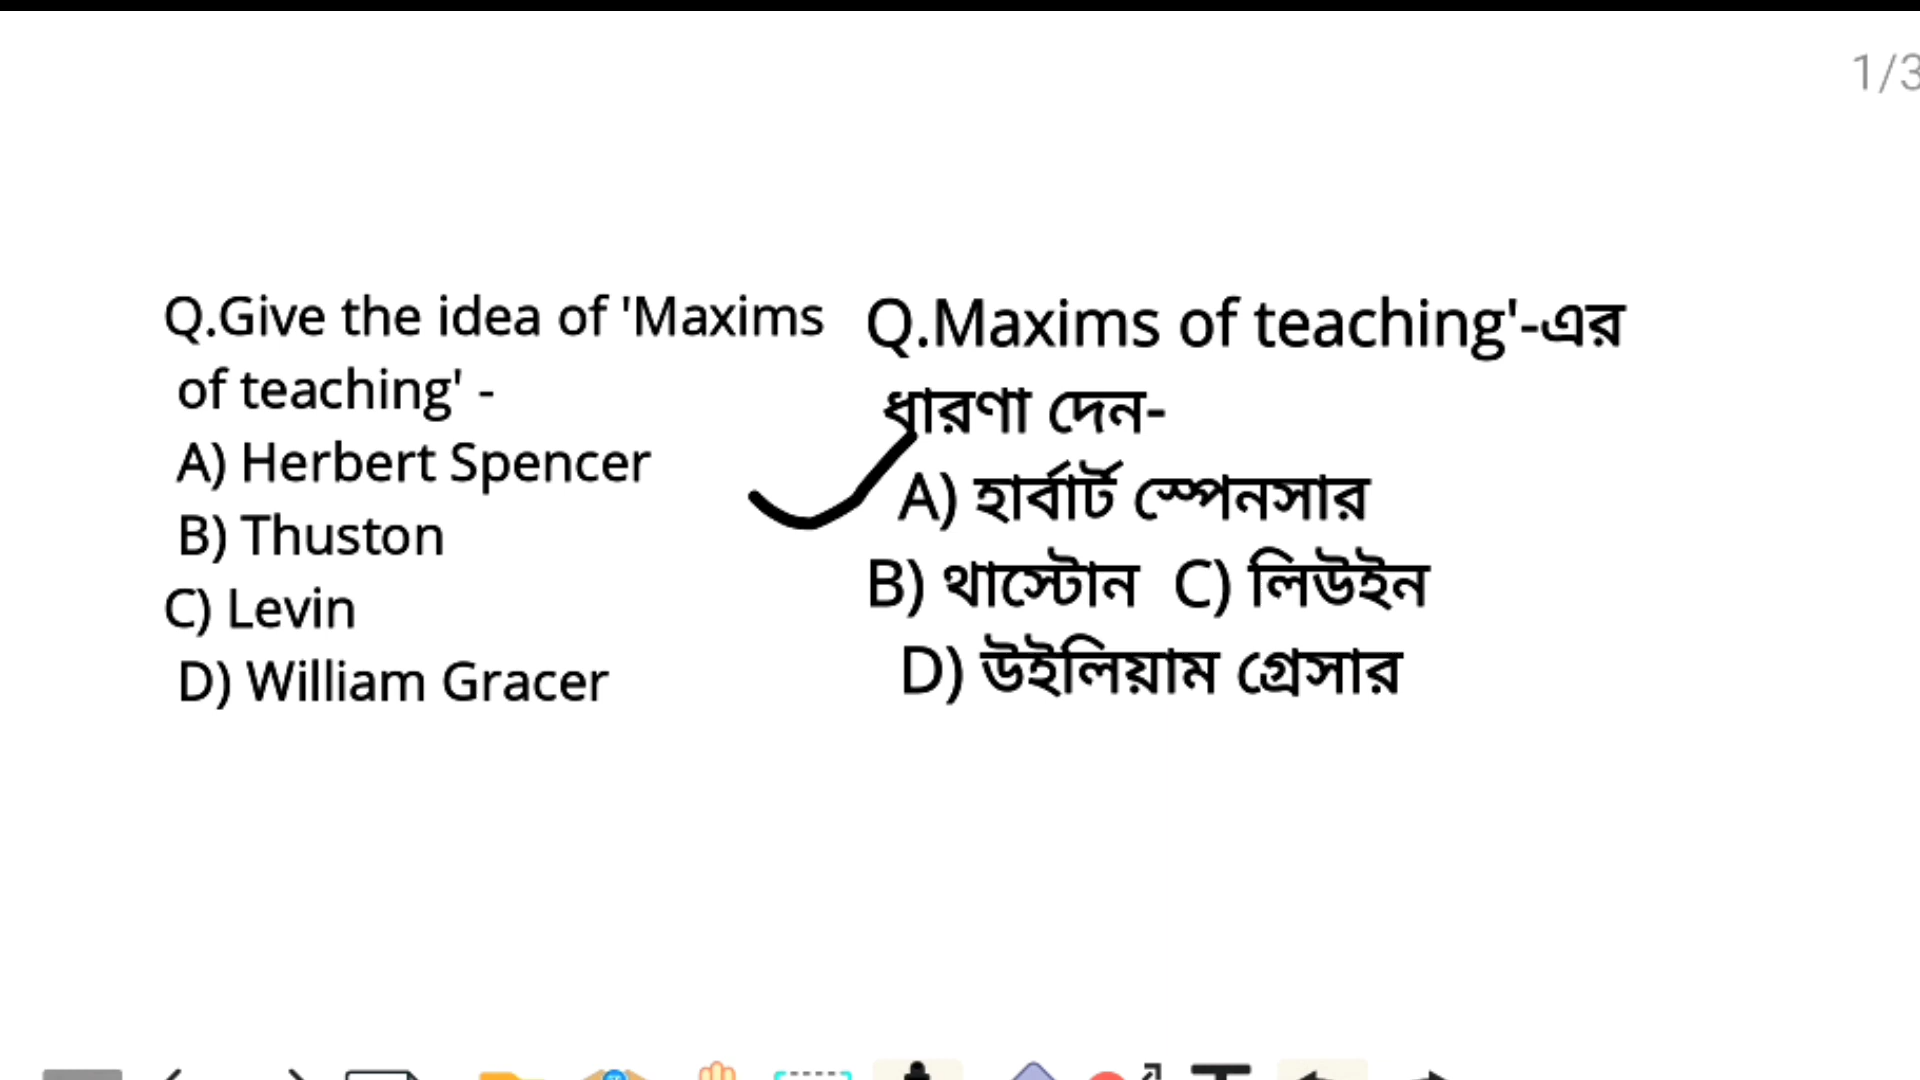 1/3
Q.Give the idea of 'Maxims
of teaching' -
A) Herbert Spencer
B) Thuston
C) Levin
D) William Gracer
Q.Maxims of teaching'-এর
ধারণা দেন-
A) হার্বার্ট স্পেনসার
B) থাস্টোন C) লিউইন
D) উইলিয়াম গ্রেসার